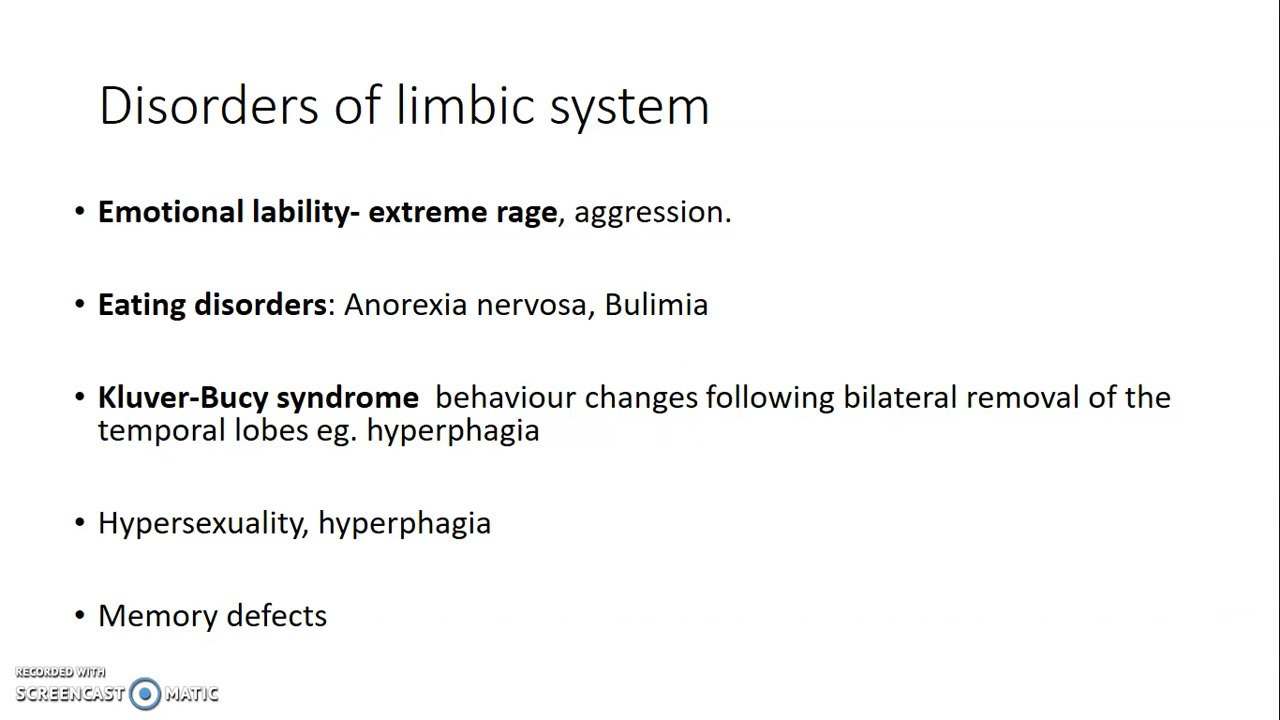 Disorders of limbic system
• Emotional lability- extreme rage, aggression.
• Eating disorders: Anorexia nervosa, Bulimia
• Kluver-Bucy syndrome  behaviour changes following bilateral removal of the
temporal lobes eg. hyperphagia
• Hypersexuality, hyperphagia
• Memory defects
RECORDED WITH
SCREENCAST MATIC